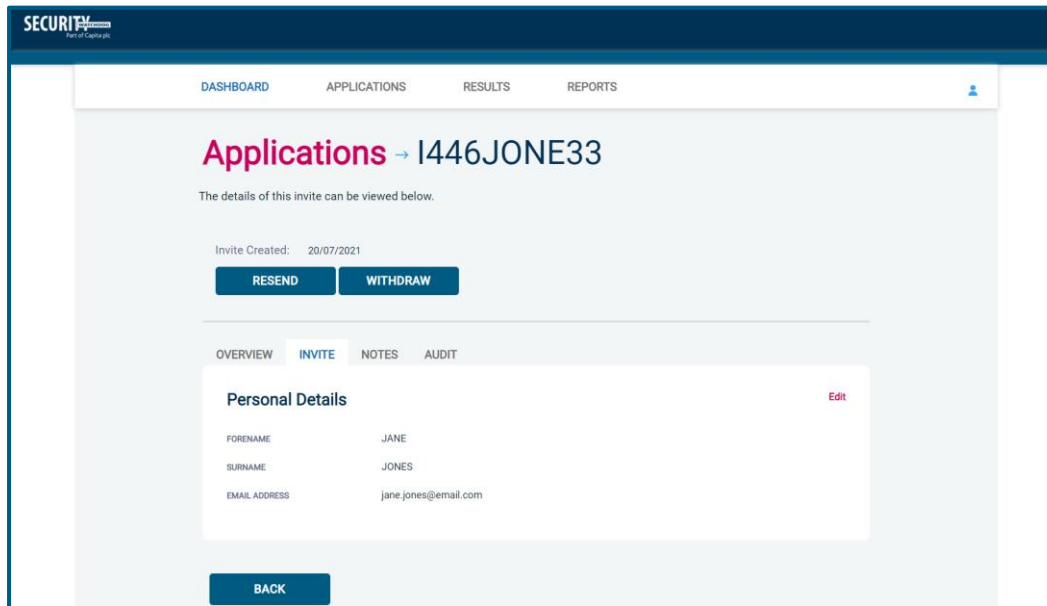 SECURITY WATCHDOG
Part of Capita plc
DASHBOARD APPLICATIONS RESULTS REPORTS
Applications → I446JONE33
The details of this invite can be viewed below.
Invite Created: 20/07/2021
RESEND WITHDRAW
OVERVIEW INVITE NOTES AUDIT
Personal Details Edit
FORENAME JANE
SURNAME JONES
EMAIL ADDRESS jane.jones@email.com
BACK